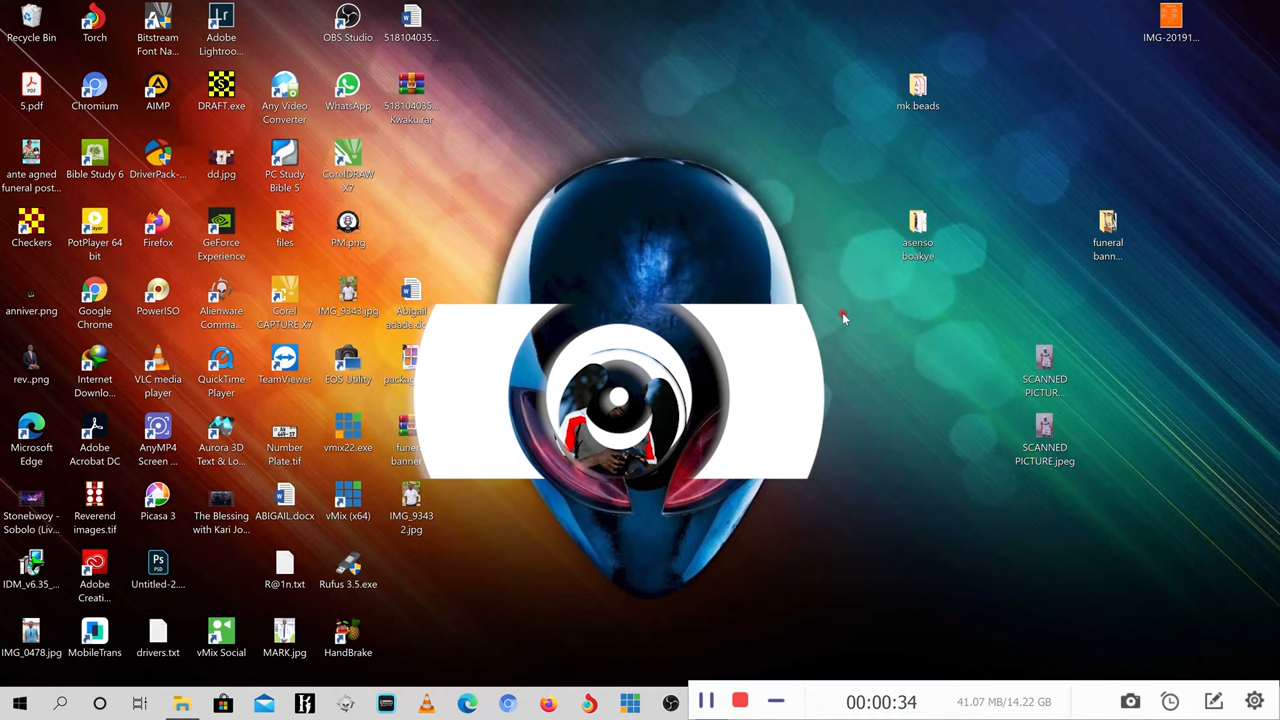 Recycle Bin
Torch
Bitstream
Font Na...
Adobe
Lightroo...
OBS Studio
518104035...
IMG-20191...
5.pdf
Chromium
AIMP
DRAFT.exe
Any Video
Converter
WhatsApp
518104035...
Kwaku.rar
mk beads
ante agned
funeral post...
Bible Study 6
DriverPack-...
dd.jpg
PC Study
Bible 5
CorelDRAW
X7
Checkers
PotPlayer 64
bit
Firefox
GeForce
Experience
files
PM.png
asenso
boakye
funeral
bann...
anniver.png
Google
Chrome
PowerISO
Alienware
Comma...
Corel
CAPTURE X7
IMG_9343.jpg
Abigail
adade.do
rev..png
Internet
Downlo...
VLC media
player
QuickTime
Player
TeamViewer
EOS Utility
packag
SCANNED
PICTUR...
Microsoft
Edge
Adobe
Acrobat DC
AnyMP4
Screen ...
Aurora 3D
Text & Lo...
Number
Plate.tif
vmix22.exe
fune
banner
SCANNED
PICTURE.jpeg
Stonebwoy -
Sobolo (Liv...
Reverend
images.tif
Picasa 3
The Blessing
with Kari Jo...
ABIGAIL.docx
vMix (x64)
IMG_9343
2.jpg
IDM_v6.35_...
Adobe
Creati...
Untitled-2....
R@1n.txt
Rufus 3.5.exe
IMG_0478.jpg
MobileTrans
drivers.txt
vMix Social
MARK.jpg
HandBrake
00:00:34
41.07 MB/14.22 GB